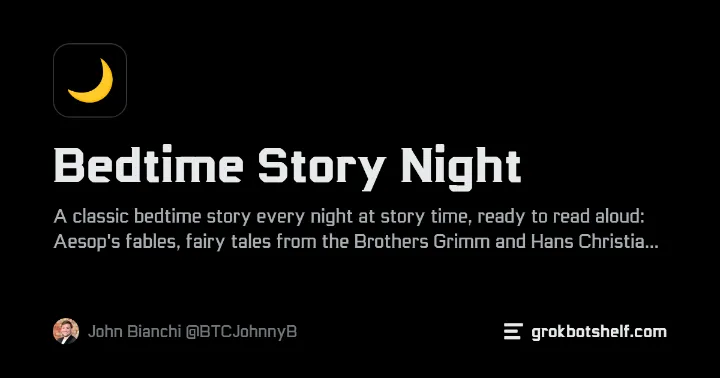 Bedtime Story Night
A classic bedtime story every night at story time, ready to read aloud:
Aesop's fables, fairy tales from the Brothers Grimm and Hans Christia...
John Bianchi @BTCJohnnyB
grokbotshelf.com